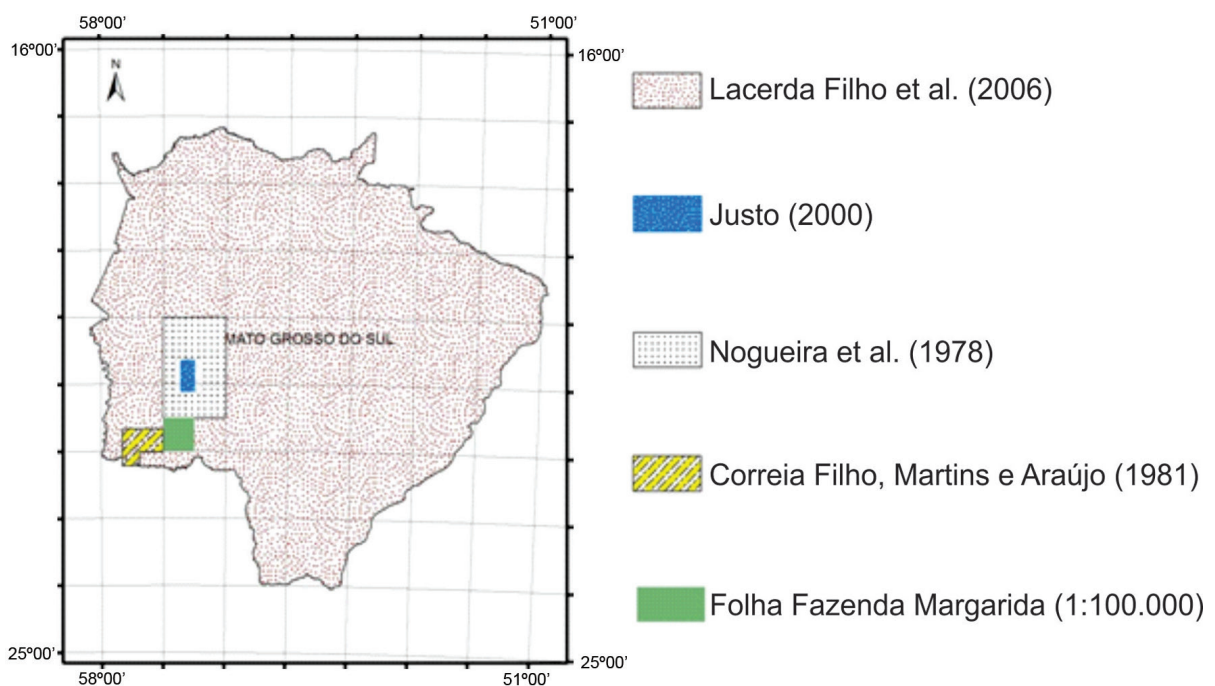 58º00’
51º00’
16º00’
16º00’
N
Lacerda Filho et al. (2006)
Justo (2000)
MATO GROSSO DO SUL
Nogueira et al. (1978)
Correia Filho, Martins e Araújo (1981)
Folha Fazenda Margarida (1:100.000)
25º00’
25º00’
58º00’
51º00’